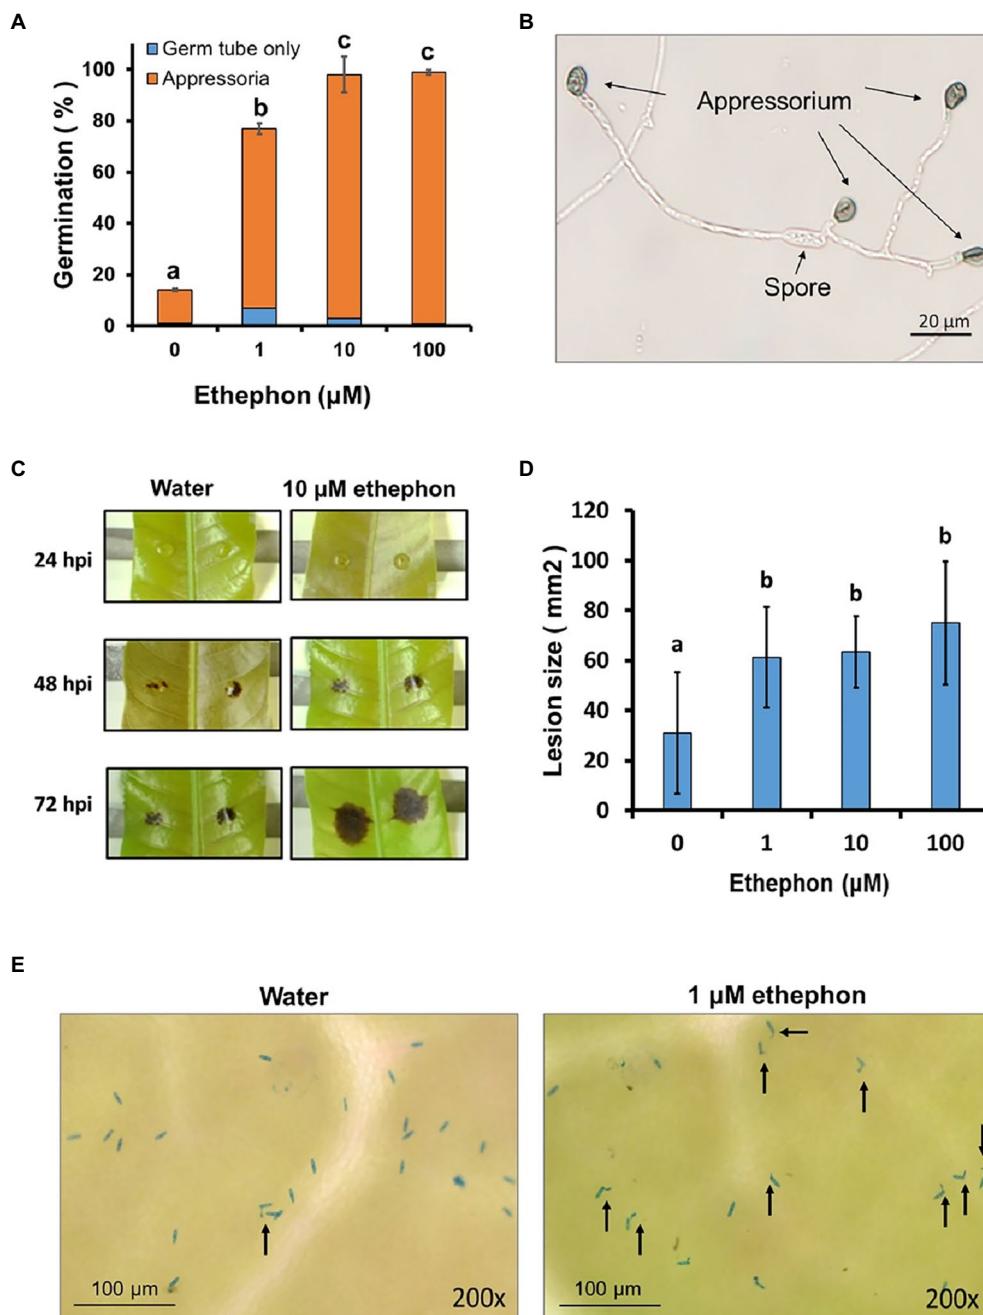 A
Germ tube only
Appressoria
Germination ( % )
100
80
60
40
20
0
a
b
c
c
0 1 10 100
Ethephon (µM)
B
Appressorium
Spore
20 µm
C
Water 10 µM ethephon
24 hpi
48 hpi
72 hpi
D
Lesion size ( mm2 )
120
100
80
60
40
20
0
a
b
b
b
0 1 10 100
Ethephon (µM)
E
Water
100 µm
200x
1 µM ethephon
100 µm
200x